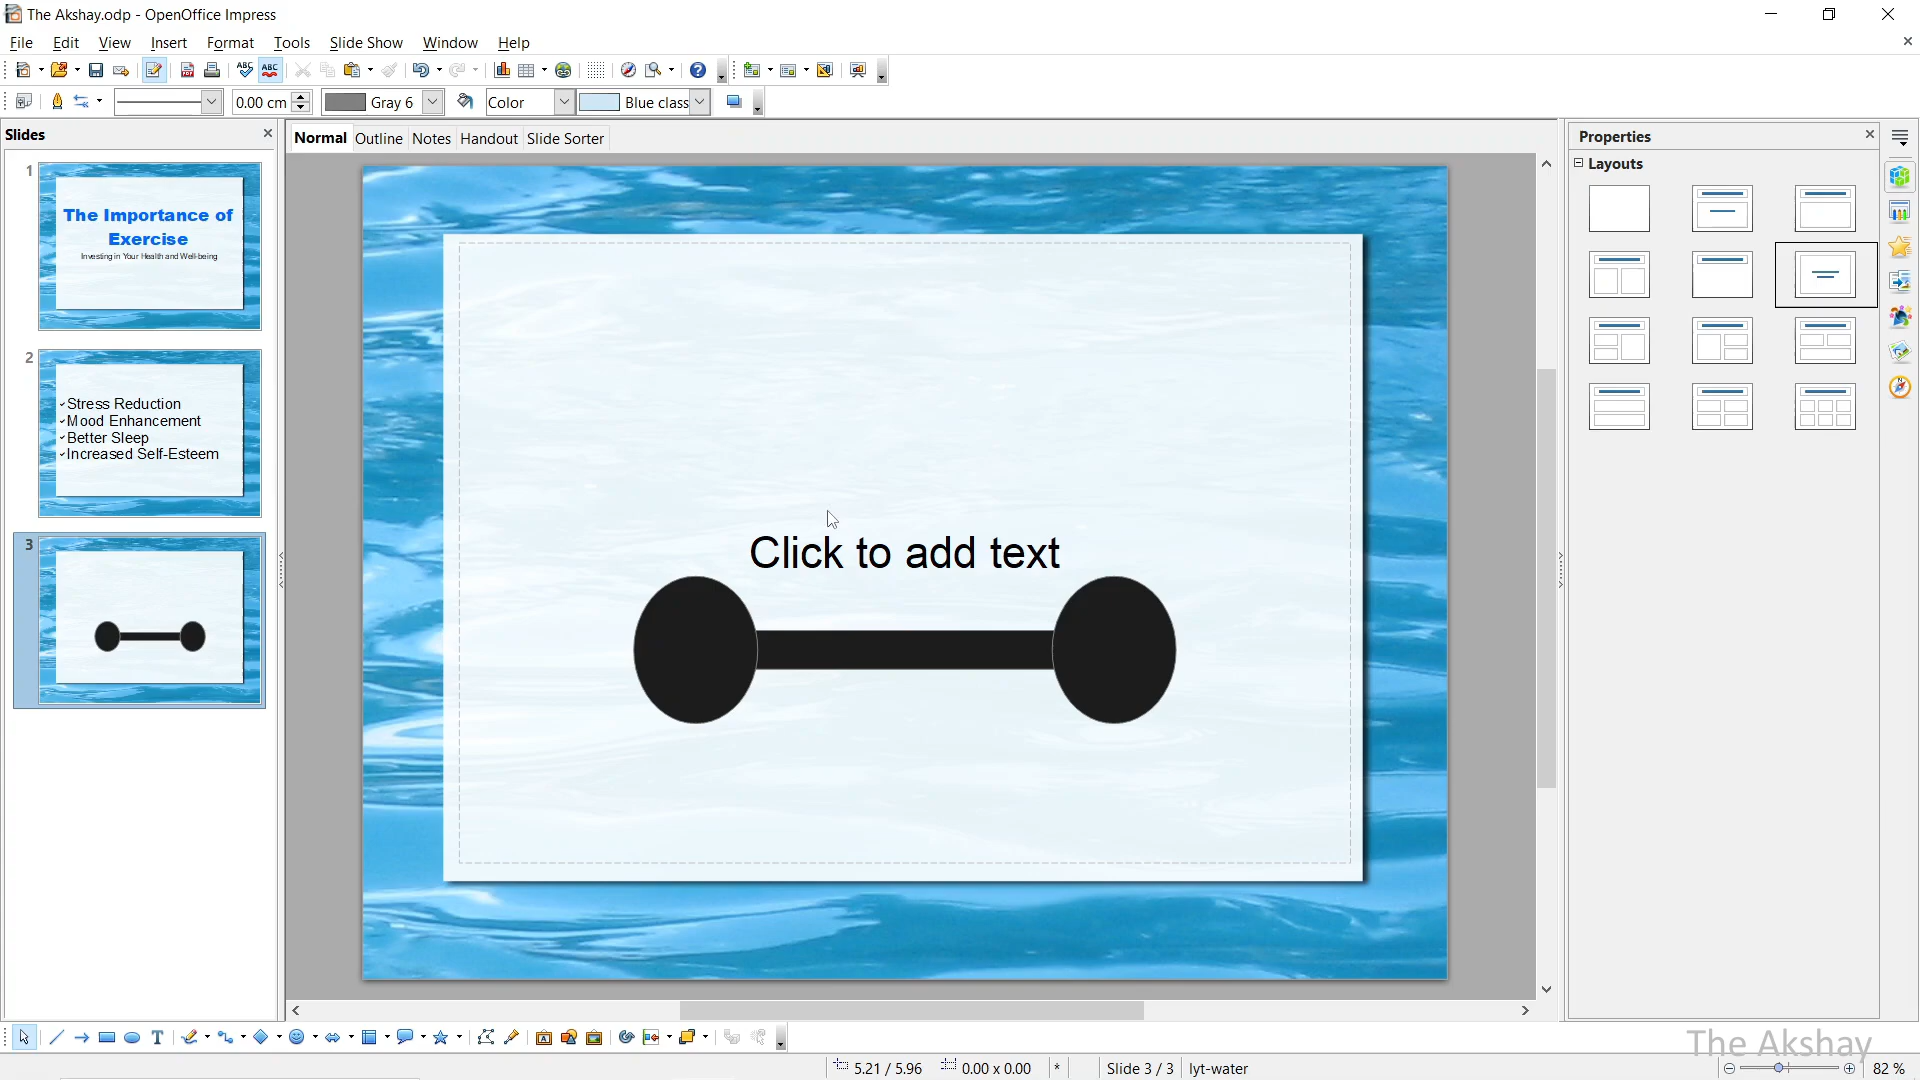 The Akshay.odp - OpenOffice Impress
File Edit View Insert Format Tools Slide Show Window Help
0.00 cm Gray 6 Color Blue class
Slides
Normal Outline Notes Handout Slide Sorter
Properties
Layouts
1
The Importance of
Exercise
Investing in Your Health and Well-being
2
✓Stress Reduction
✓Mood Enhancement
✓Better Sleep
✓Increased Self-Esteem
3
Click to add text
The Akshay
5.21 / 5.96 0.00 x 0.00 * Slide 3 / 3 lyt-water 82 %